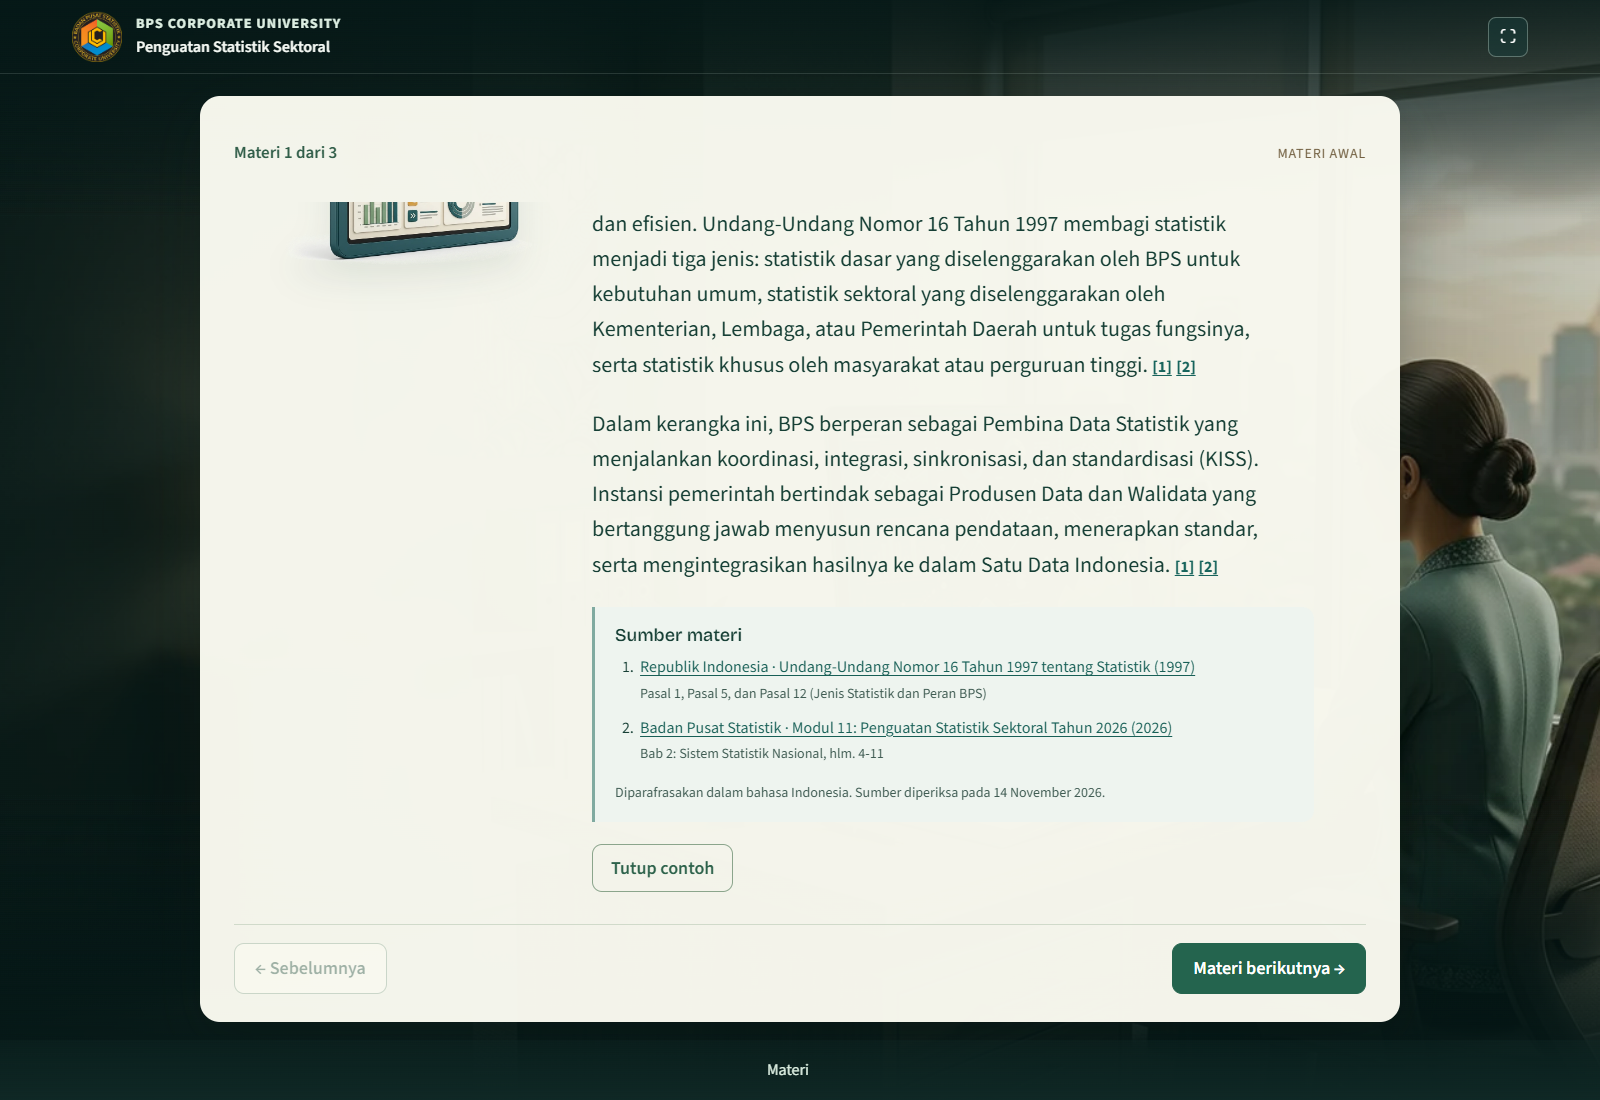 BPS CORPORATE UNIVERSITY
Penguatan Statistik Sektoral
Materi 1 dari 3
MATERI AWAL
dan efisien. Undang-Undang Nomor 16 Tahun 1997 membagi statistik
menjadi tiga jenis: statistik dasar yang diselenggarakan oleh BPS untuk
kebutuhan umum, statistik sektoral yang diselenggarakan oleh
Kementerian, Lembaga, atau Pemerintah Daerah untuk tugas fungsinya,
serta statistik khusus oleh masyarakat atau perguruan tinggi. [1] [2]
Dalam kerangka ini, BPS berperan sebagai Pembina Data Statistik yang
menjalankan koordinasi, integrasi, sinkronisasi, dan standardisasi (KISS).
Instansi pemerintah bertindak sebagai Produsen Data dan Walidata yang
bertanggung jawab menyusun rencana pendataan, menerapkan standar,
serta mengintegrasikan hasilnya ke dalam Satu Data Indonesia. [1] [2]
Sumber materi
1. Republik Indonesia · Undang-Undang Nomor 16 Tahun 1997 tentang Statistik (1997)
Pasal 1, Pasal 5, dan Pasal 12 (Jenis Statistik dan Peran BPS)
2. Badan Pusat Statistik · Modul 11: Penguatan Statistik Sektoral Tahun 2026 (2026)
Bab 2: Sistem Statistik Nasional, hlm. 4-11
Diparafrasakan dalam bahasa Indonesia. Sumber diperiksa pada 14 November 2026.
Tutup contoh
← Sebelumnya
Materi berikutnya →
Materi